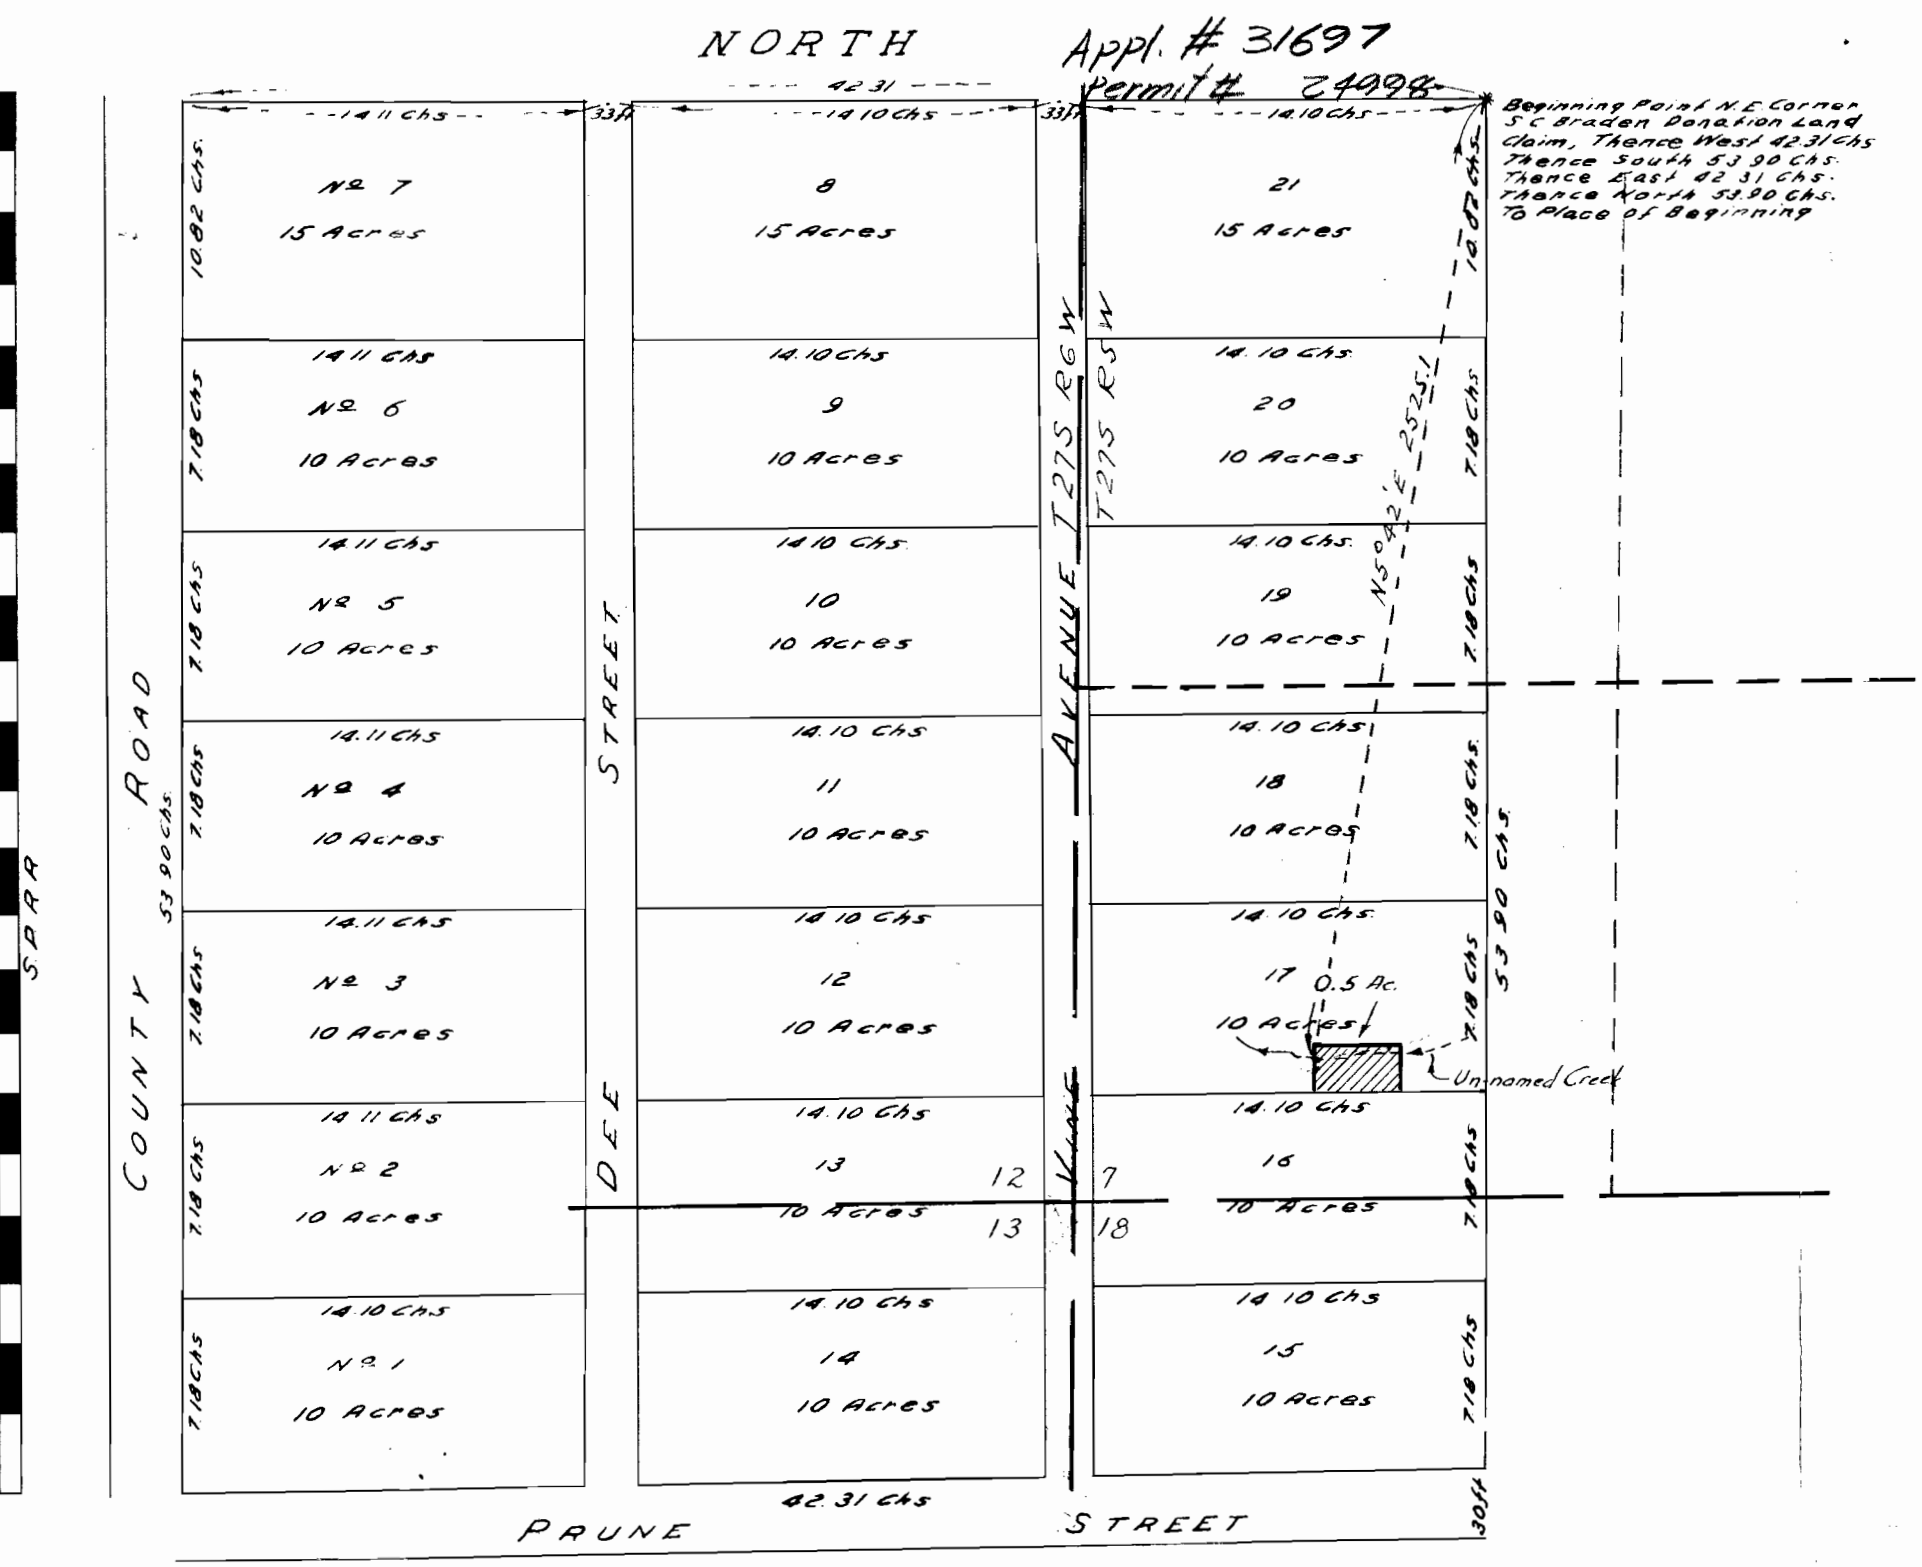 NORTH
Appl. # 31697
Permit # 24998
42 31
14 11 Chs
33ft
14 10 Chs
33ft
14.10 Chs
Beginning Point N.E. Corner
S C Braden Donation Land
Claim, Thence West 42.31 Chs
Thence South 53 90 Chs.
Thence East 42 31 Chs.
Thence North 53.90 Chs.
To Place of Beginning
10.82 Chs.
Nº 7
15 Acres
8
15 Acres
21
15 Acres
10.82 Chs
14 11 Chs
7.18 Chs
Nº 6
10 Acres
14.10 Chs
9
10 Acres
T27S R6W
T27S R5W
14. 10 Chs.
20
10 Acres
N5°42'E 2525.1
7.18 Chs
14.11 Chs
7.18 Chs
Nº 5
10 Acres
14 10 Chs.
10
10 Acres
14.10 Chs.
19
10 Acres
7.18 Chs
14.11 Chs
7.18 Chs
Nº 4
10 Acres
14.10 Chs
11
10 Acres
14.10 Chs
18
10 Acres
7.18 Chs.
COUNTY ROAD
53 90 Chs.
S.P.R.R
DEE STREET
VINE AVENUE
53 90 Chs.
14.11 Chs
7.18 Chs
Nº 3
10 Acres
14 10 Chs
12
10 Acres
14. 10 Chs.
17
0.5 Ac.
10 Acres
7.18 Chs
Un-named Creek
14 11 Chs
7.18 Chs
Nº 2
10 Acres
14.10 Chs
13
10 Acres
12
7
13
18
14.10 Chs
16
10 Acres
7.18 Chs
14.10 Chs
7.18 Chs
Nº 1
10 Acres
14.10 Chs
14
10 Acres
14 10 Chs
15
10 Acres
7.18 Chs
42.31 Chs
30ft
PRUNE STREET